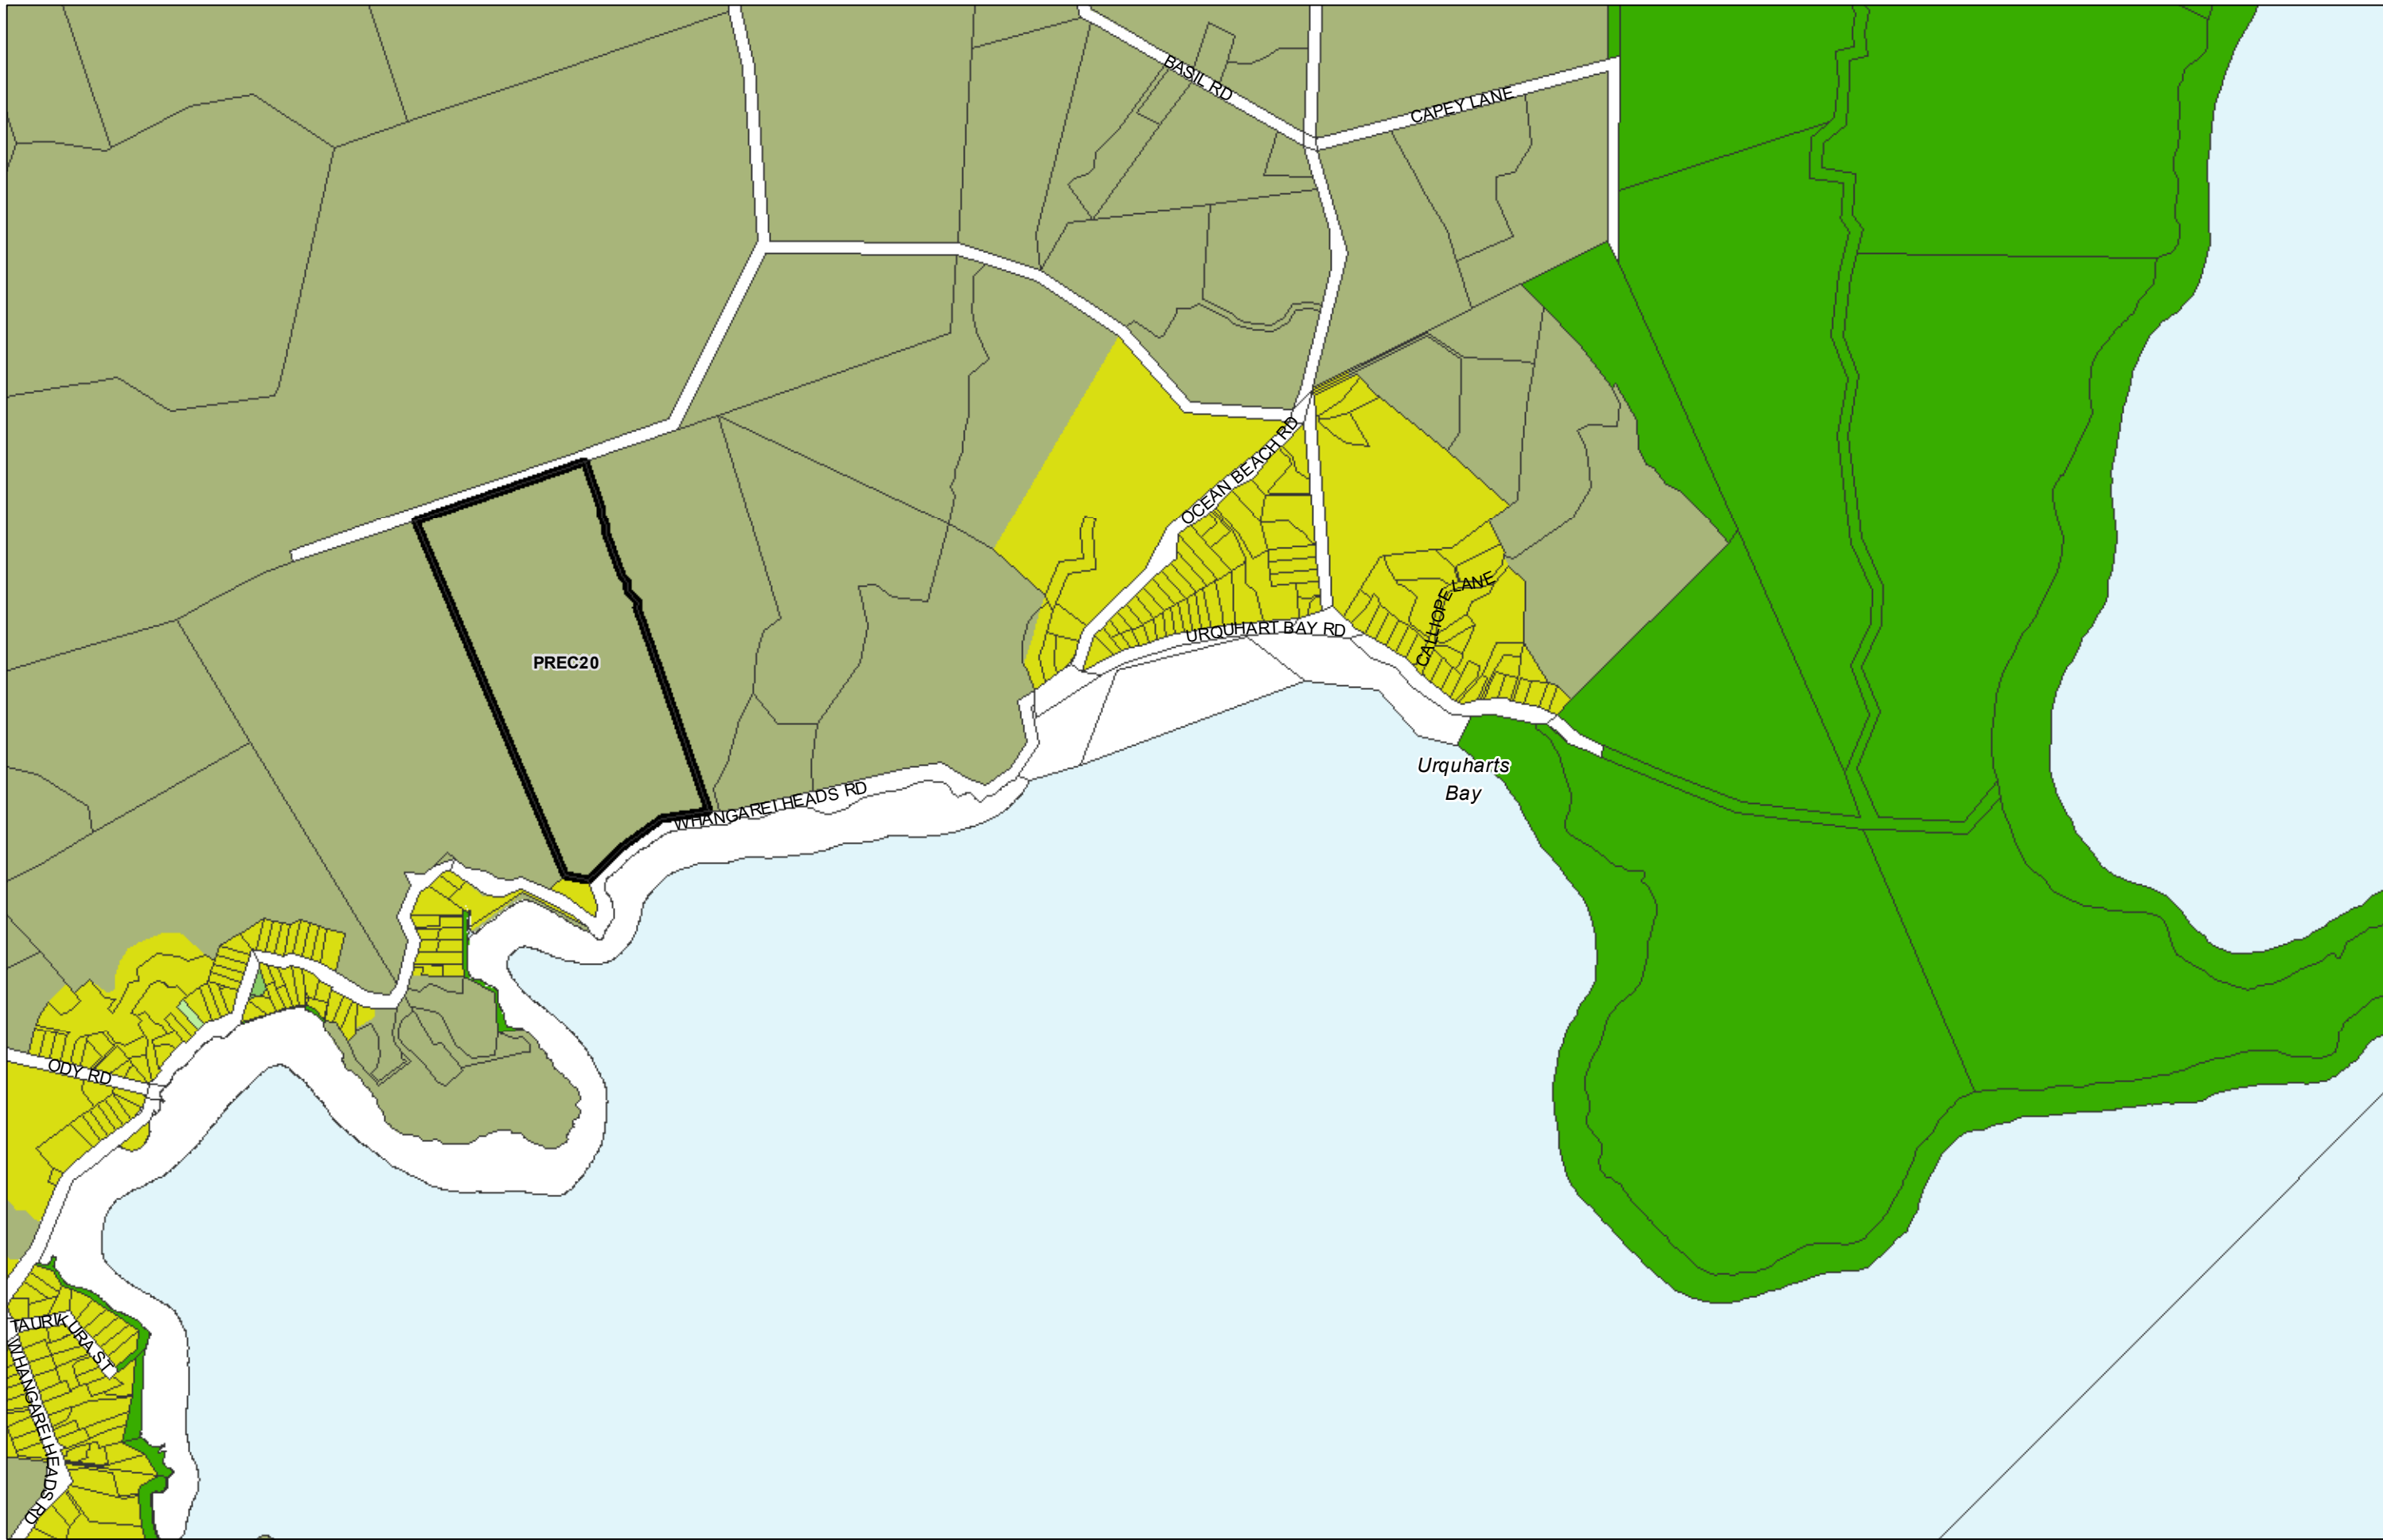 BASIL RD
CAPEY LANE
OCEAN BEACH RD
CALLIOPE LANE
URQUHART BAY RD
PREC20
Urquharts
Bay
WHANGAREI HEADS RD
ODY RD
TAURIKURA ST
WHANGAREI HEADS RD